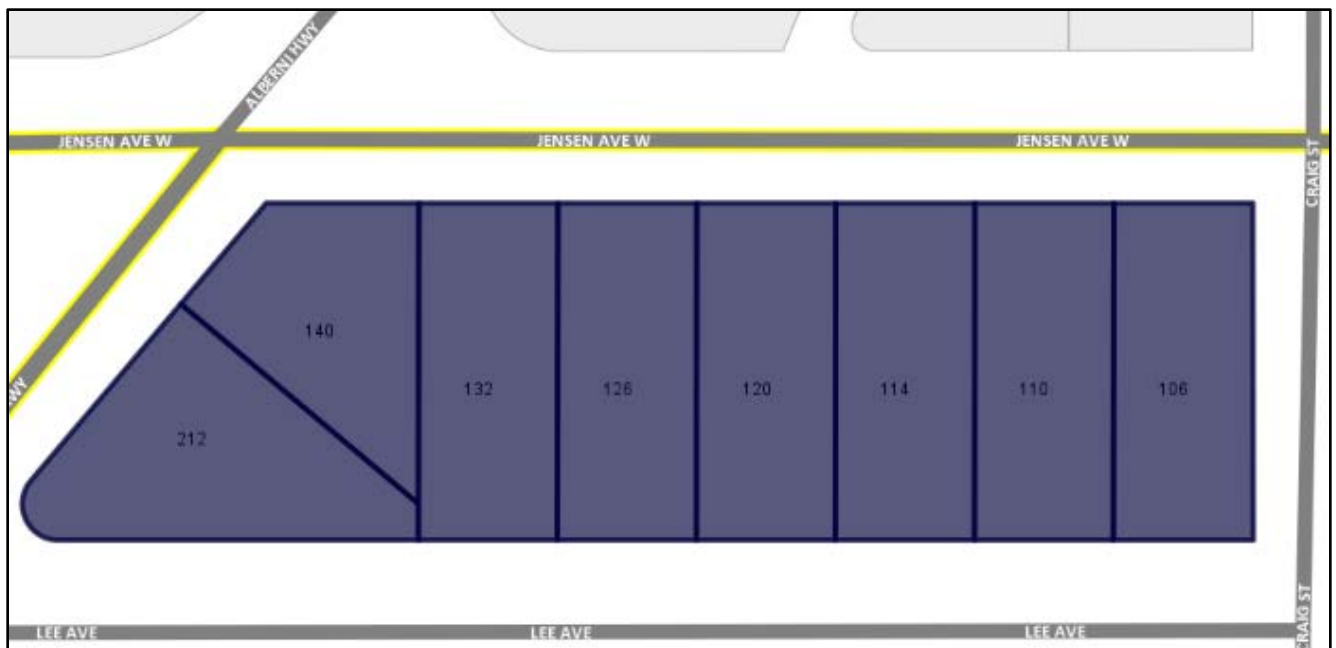 ALBERNI HWY
JENSEN AVE W
JENSEN AVE W
JENSEN AVE W
CRAIG ST
140
132
126
120
114
110
106
HWY
212
CRAIG ST
LEE AVE
LEE AVE
LEE AVE